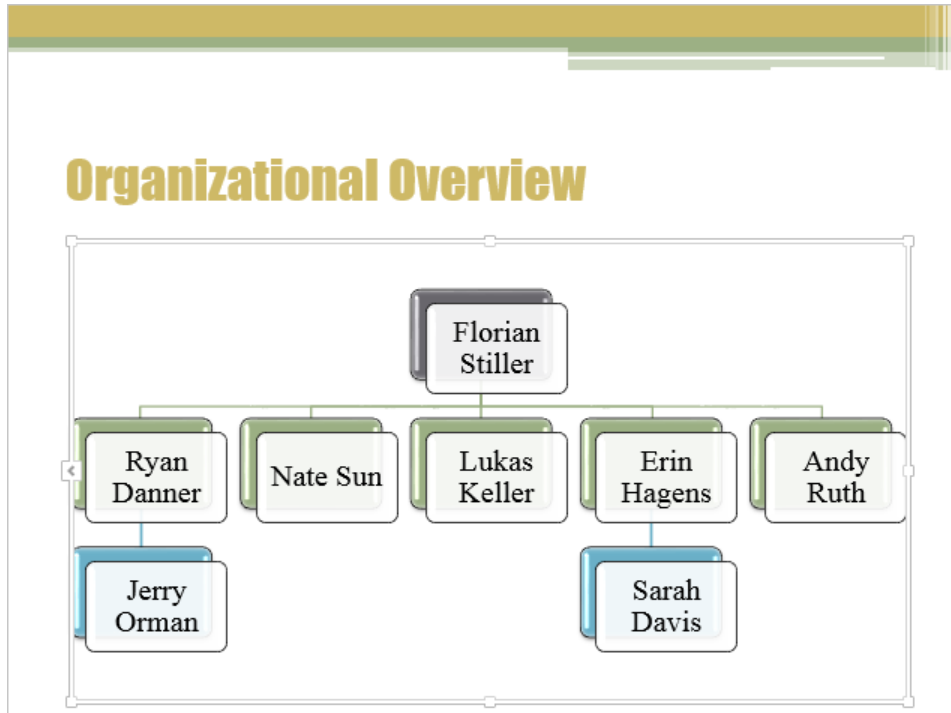 Organizational Overview
Florian
Stiller
Ryan
Danner
Nate Sun
Lukas
Keller
Erin
Hagens
Andy
Ruth
Jerry
Orman
Sarah
Davis